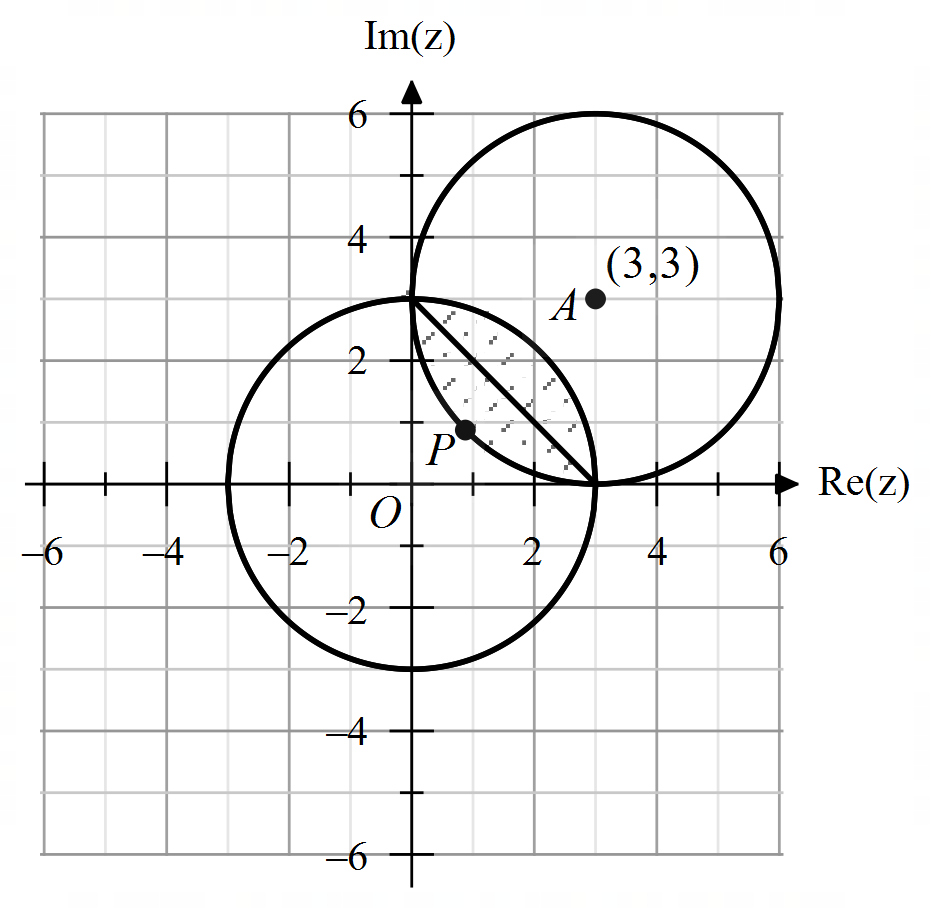 Im(z)
6
4
(3,3)
A
2
P
O
Re(z)
–6 –4 –2 2 4 6
–2
–4
–6